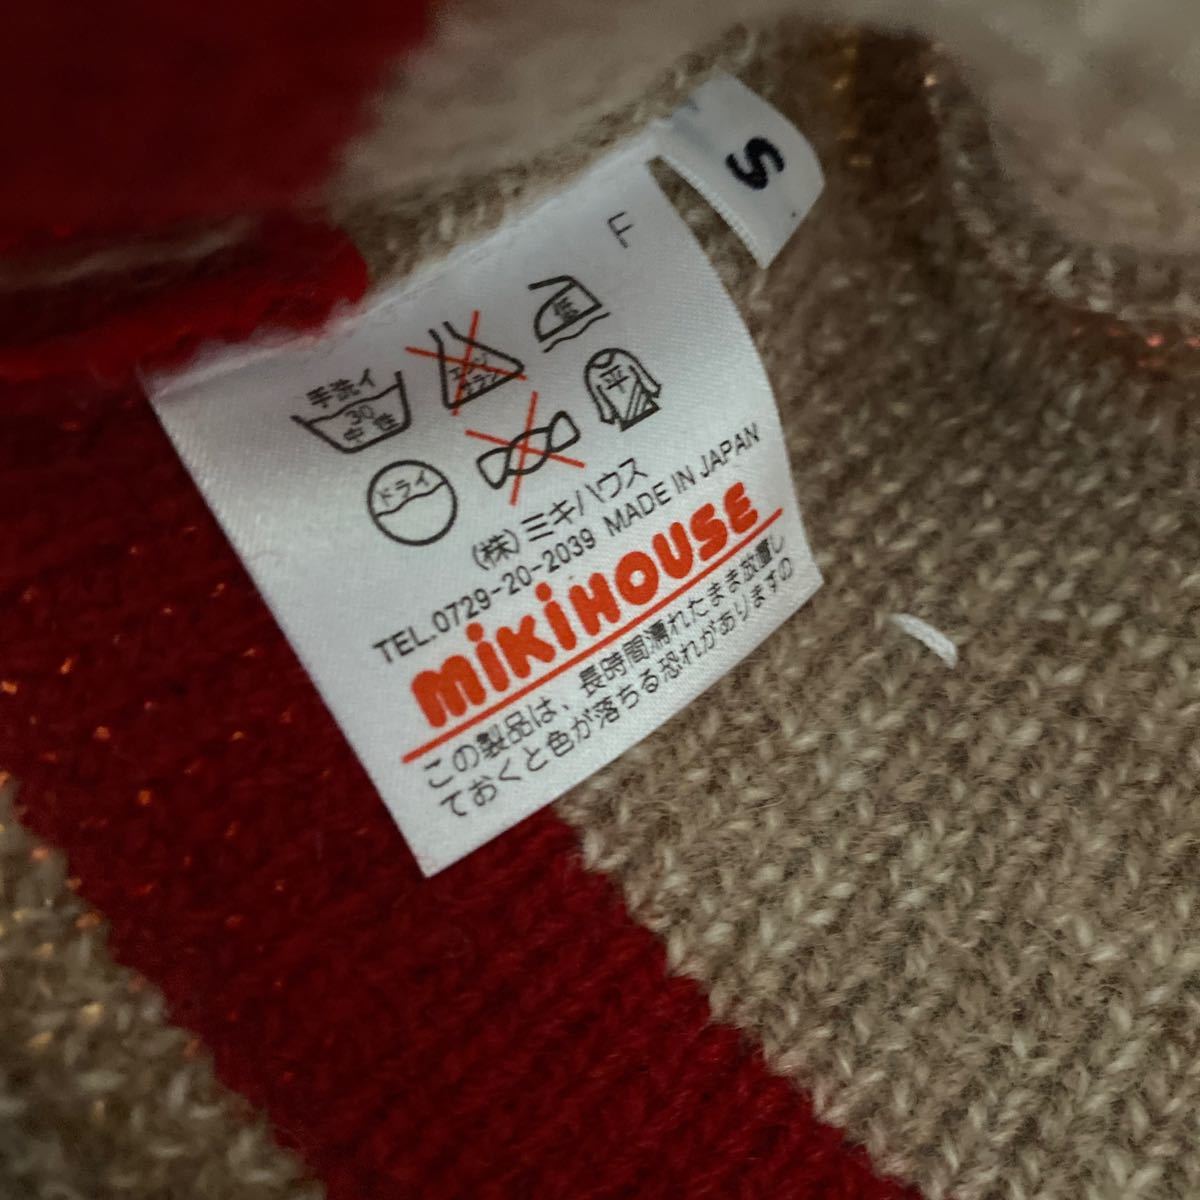 S
F
手洗イ
30
中性
エンソ
サラシ
平
ドライ
(株)ミキハウス
TEL.0729-20-2039 MADE IN JAPAN
MiKiHOUSE
この製品は、長時間濡れたまま放置し
ておくと色が落ちる恐れがありますの